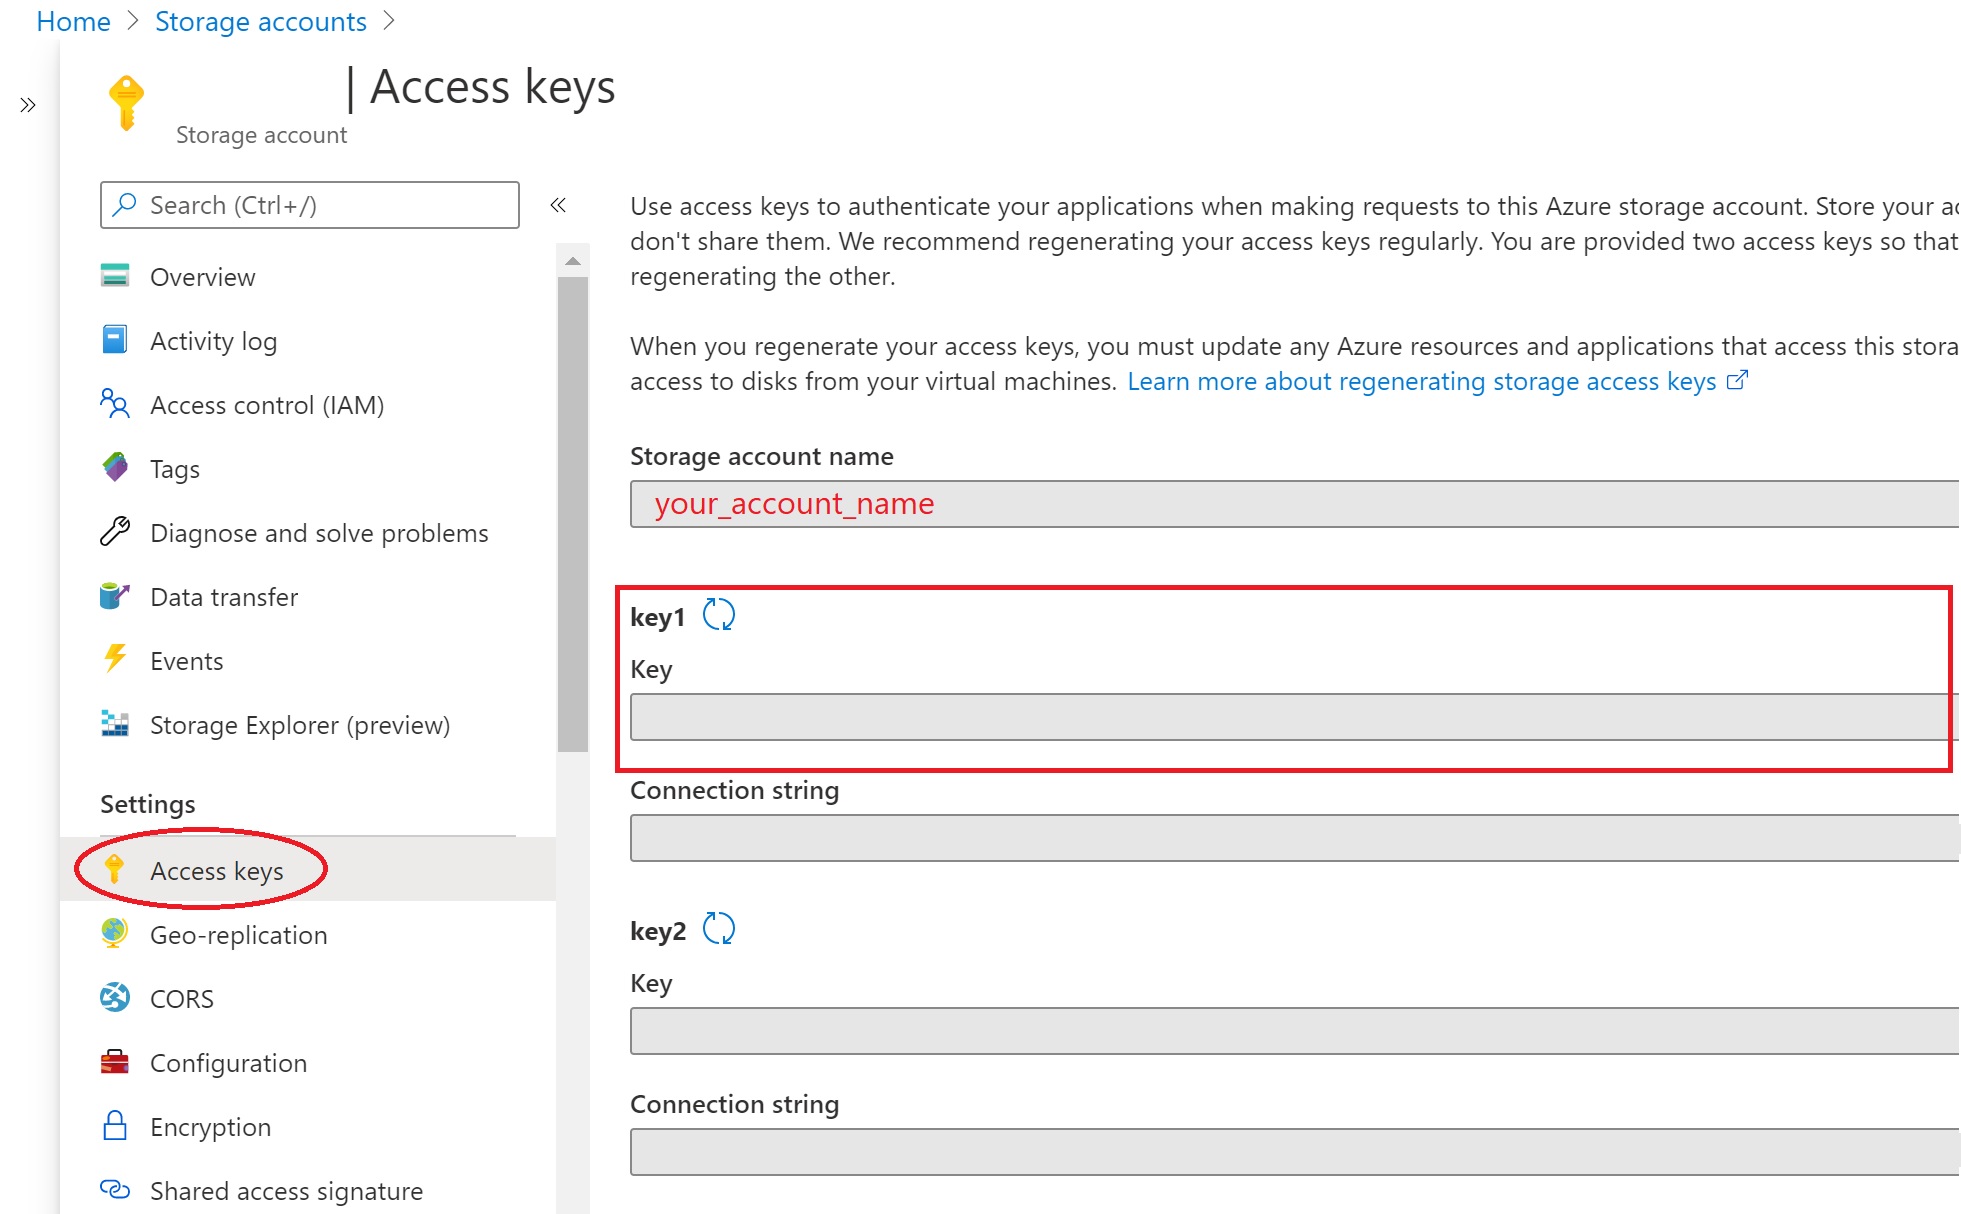 Home > Storage accounts >
»
| Access keys
Storage account
Search (Ctrl+/)
«
Overview
Activity log
Access control (IAM)
Tags
Diagnose and solve problems
Data transfer
Events
Storage Explorer (preview)
Settings
Access keys
Geo-replication
CORS
Configuration
Encryption
Shared access signature
Use access keys to authenticate your applications when making requests to this Azure storage account. Store your
don't share them. We recommend regenerating your access keys regularly. You are provided two access keys so that
regenerating the other.
When you regenerate your access keys, you must update any Azure resources and applications that access this
access to disks from your virtual machines. Learn more about regenerating storage access keys
Storage account name
your_account_name
key1
Key
Connection string
key2
Key
Connection string